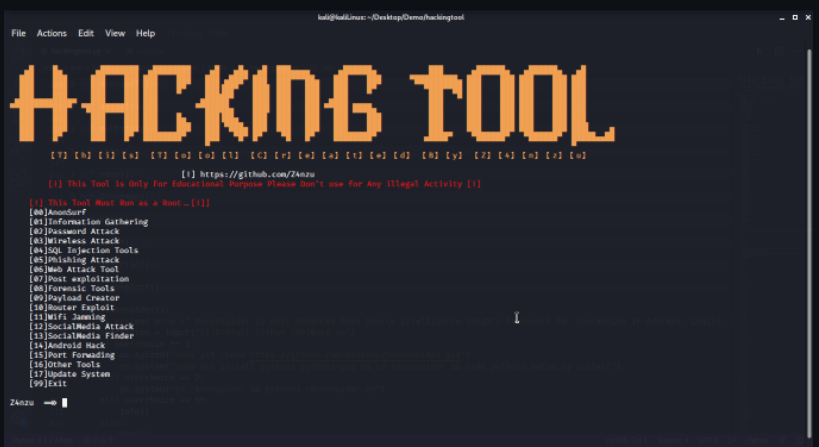 kali@kaliLinux: ~/Desktop/Demo/hackingtool
File Actions Edit View Help
HACKING TOOL
[T] [h] [i] [s] [T] [o] [o] [l] [C] [r] [e] [a] [t] [e] [d] [B] [y] [Z] [4] [n] [z] [u]
[!] https://github.com/Z4nzu
[!] This Tool is Only For Educational Purpose Please Don't use for Any Illegal Activity [!]
[!] This Tool Must Run as a Root..[!]]
[00]AnonSurf
[01]Information Gathering
[02]Password Attack
[03]Wireless Attack
[04]SQL Injection Tools
[05]Phishing Attack
[06]Web Attack Tool
[07]Post exploitation
[08]Forensic Tools
[09]Payload Creator
[10]Router Exploit
[11]Wifi Jamming
[12]SocialMedia Attack
[13]SocialMedia Finder
[14]Android Hack
[15]Port Forwading
[16]Other Tools
[17]Update System
[99]Exit
Z4nzu ==>